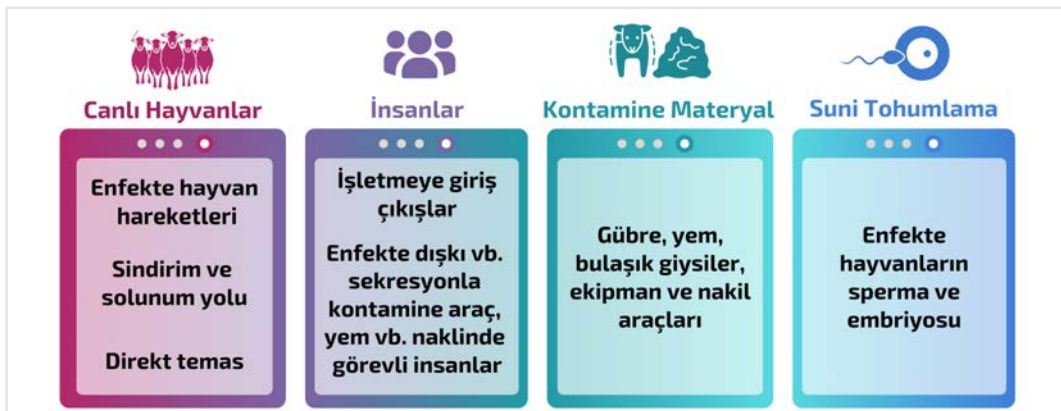 Canlı Hayvanlar
Enfekte hayvan
hareketleri
Sindirim ve
solunum yolu
Direkt temas
İnsanlar
İşletmeye giriş
çıkışlar
Enfekte dışkı vb.
sekresyonla
kontamine araç,
yem vb. naklinde
görevli insanlar
Kontamine Materyal
Gübre, yem,
bulaşık giysiler,
ekipman ve nakil
araçları
Suni Tohumlama
Enfekte
hayvanların
sperma ve
embriyosu